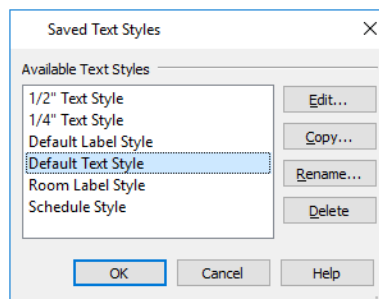 Saved Text Styles
Available Text Styles
1/2" Text Style
1/4" Text Style
Default Label Style
Default Text Style
Room Label Style
Schedule Style
Edit...
Copy...
Rename...
Delete
OK
Cancel
Help